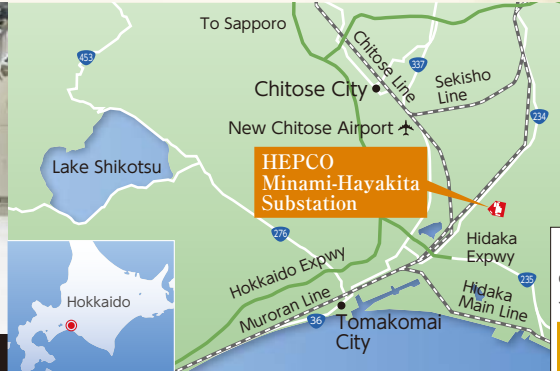 To Sapporo
453
Chitose Line
337
Sekisho
Line
Chitose City
234
New Chitose Airport
Lake Shikotsu
HEPCO
Minami-Hayakita
Substation
276
Hidaka
Expwy
Hokkaido Expwy
235
Hidaka
Main Line
Muroran Line
36
Tomakomai
City
Hokkaido